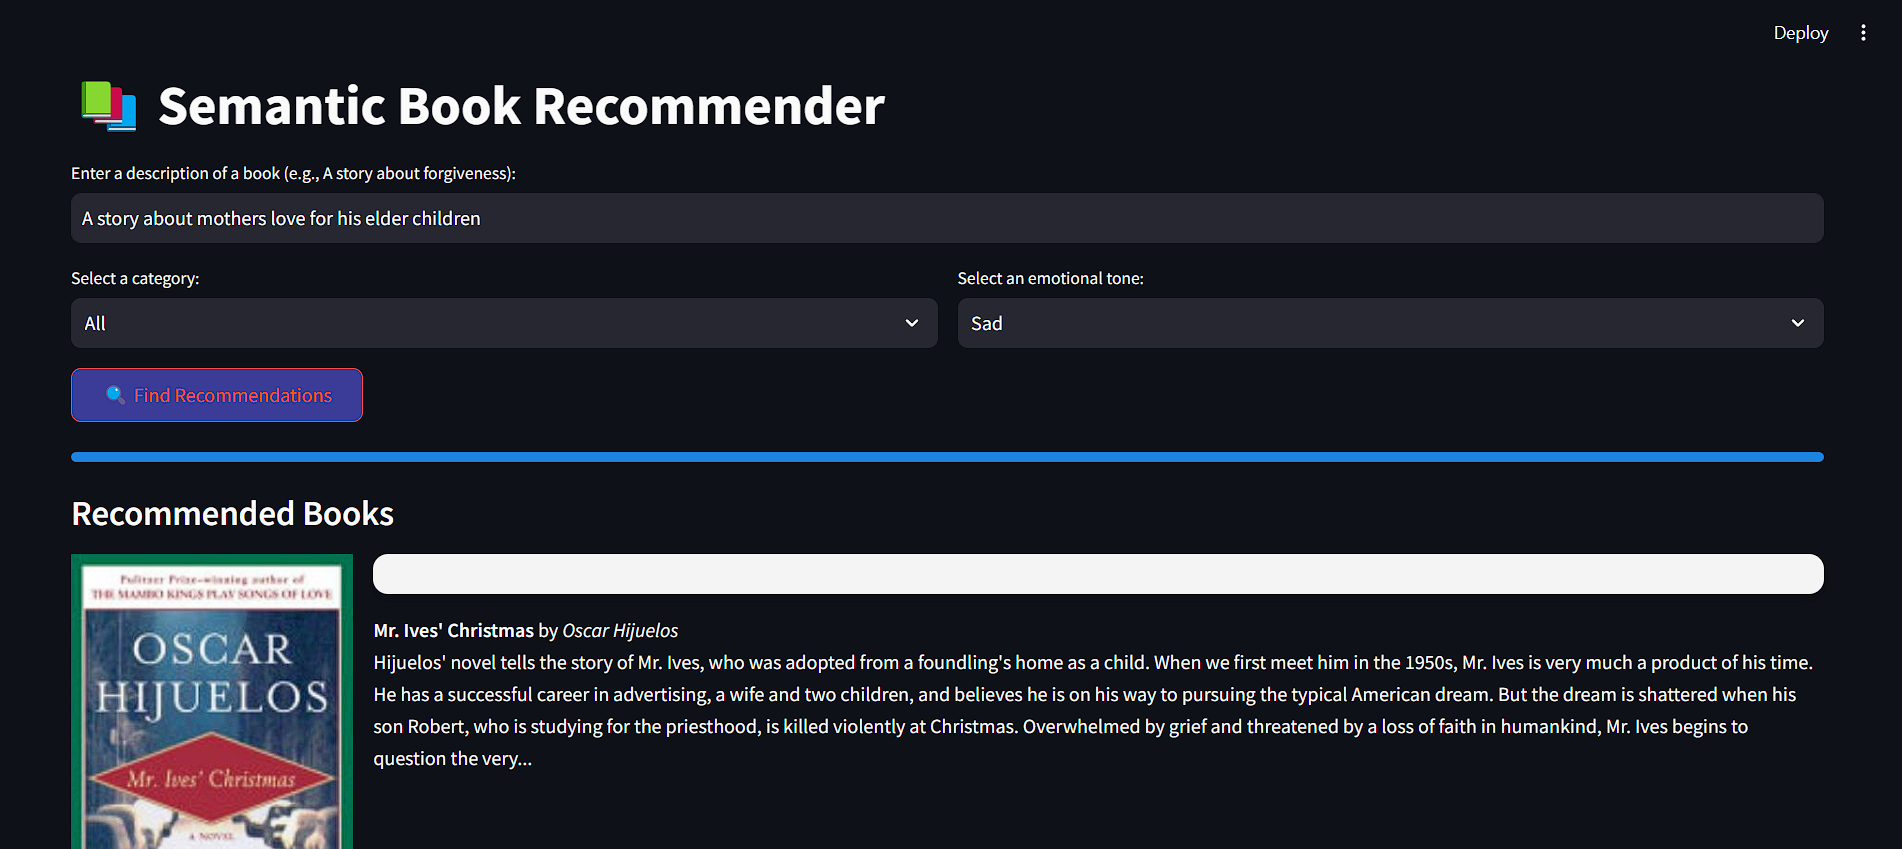 Deploy
Semantic Book Recommender
Enter a description of a book (e.g., A story about forgiveness):
A story about mothers love for his elder children
Select a category:
Select an emotional tone:
All
Sad
Find Recommendations
Recommended Books
Pulitzer Prize-winning author of
THE MAMBO KINGS PLAY SONGS OF LOVE
OSCAR
HIJUELOS
Mr. Ives' Christmas
A NOVEL
Mr. Ives' Christmas by Oscar Hijuelos
Hijuelos' novel tells the story of Mr. Ives, who was adopted from a foundling's home as a child. When we first meet him in the 1950s, Mr. Ives is very much a product of his time.
He has a successful career in advertising, a wife and two children, and believes he is on his way to pursuing the typical American dream. But the dream is shattered when his
son Robert, who is studying for the priesthood, is killed violently at Christmas. Overwhelmed by grief and threatened by a loss of faith in humankind, Mr. Ives begins to
question the very...